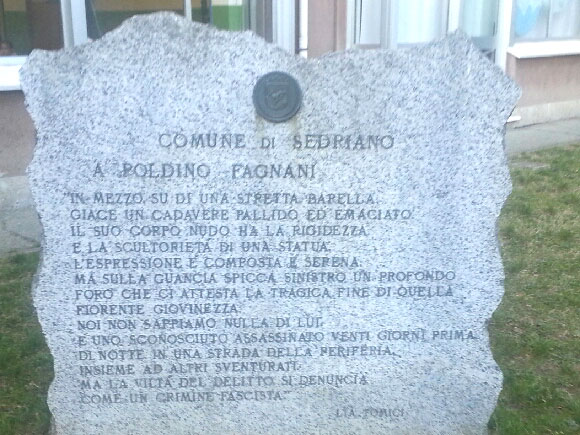 COMUNE DI SEDRIANO
A POLDINO FAGNANI
"IN MEZZO, SU DI UNA STRETTA BARELLA,
GIACE UN CADAVERE PALLIDO ED EMACIATO.
IL SUO CORPO NUDO HA LA RIGIDEZZA
E LA SCULTORIETÀ DI UNA STATUA;
L'ESPRESSIONE È COMPOSTA E SERENA.
MA SULLA GUANCIA SPICCA, SINISTRO UN PROFONDO
FORO CHE CI ATTESTA LA TRAGICA FINE DI QUELLA
FIORENTE GIOVINEZZA.
NOI NON SAPPIAMO NULLA DI LUI.
È UNO SCONOSCIUTO ASSASSINATO VENTI GIORNI PRIMA,
DI NOTTE IN UNA STRADA DELLA PERIFERIA,
INSIEME AD ALTRI SVENTURATI.
MA LA VILTÀ DEL DELITTO SI DENUNCIA
COME UN CRIMINE FASCISTA"
LIA TORICI